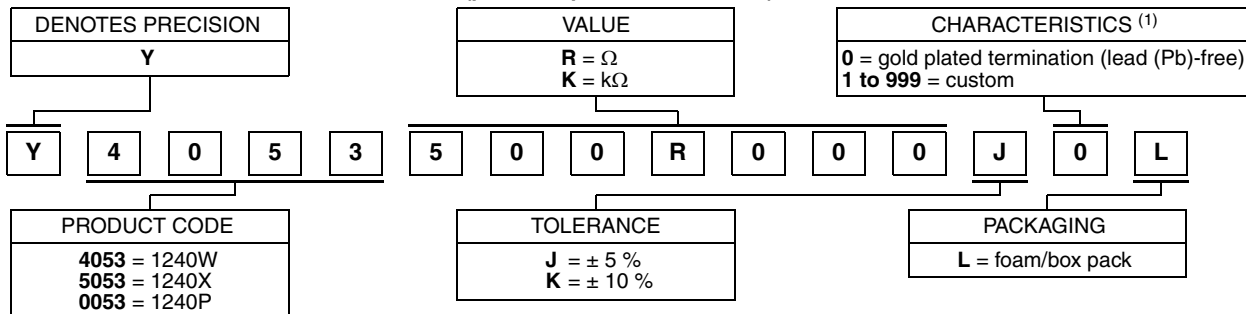 DENOTES PRECISION
Y
VALUE
R = Ω
K = kΩ
CHARACTERISTICS (1)
0 = gold plated termination (lead (Pb)-free)
1 to 999 = custom
Y 4 0 5 3 5 0 0 R 0 0 0 J 0 L
PRODUCT CODE
4053 = 1240W
5053 = 1240X
0053 = 1240P
TOLERANCE
J = ± 5 %
K = ± 10 %
PACKAGING
L = foam/box pack